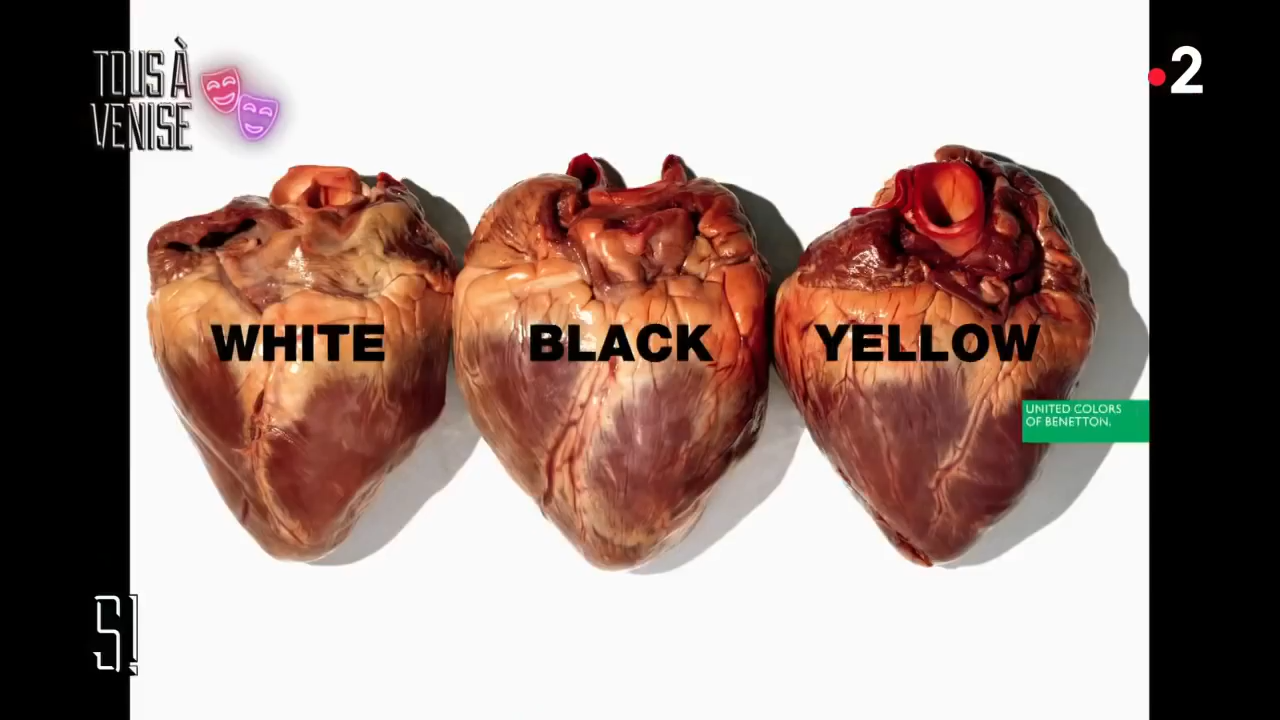 TOUS À
VENISE
2
WHITE
BLACK
YELLOW
UNITED COLORS
OF BENETTON.
S!